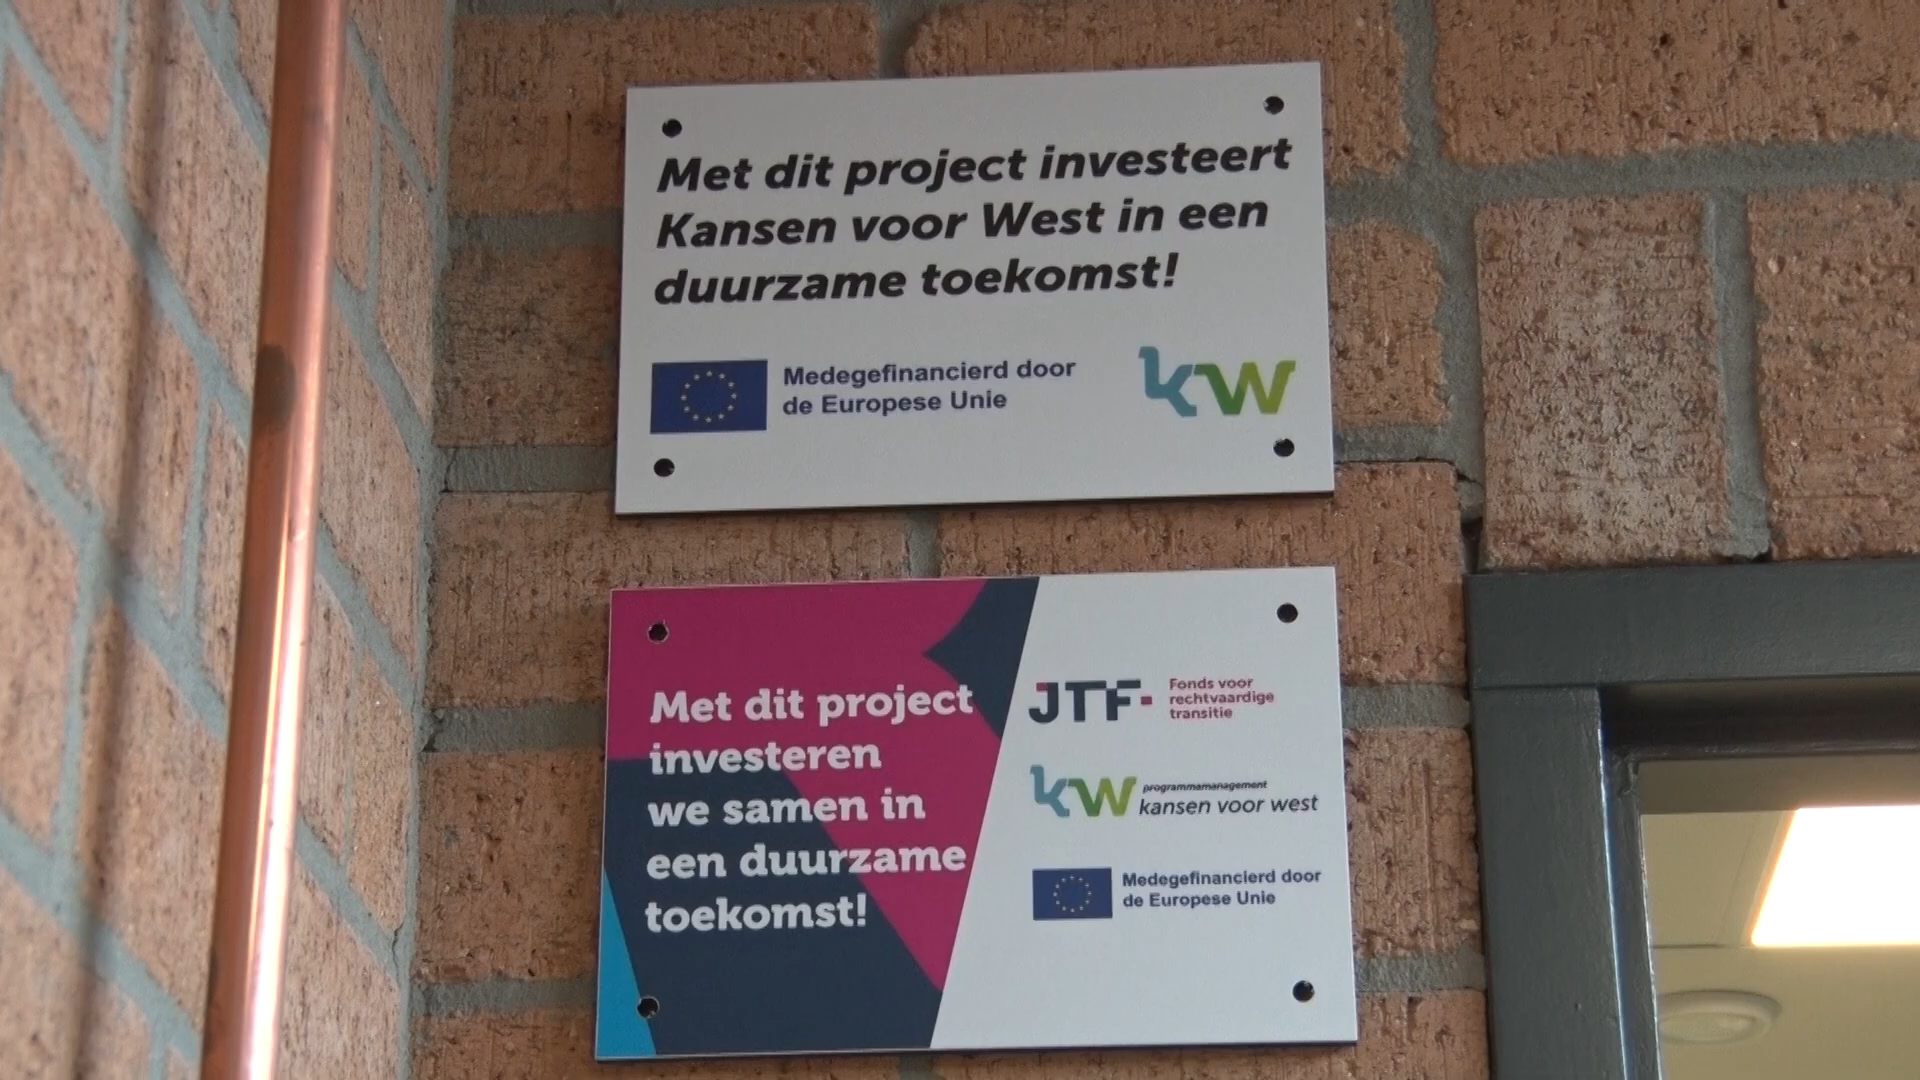 Met dit project investeert
Kansen voor West in een
duurzame toekomst!
Medegefinancierd door
de Europese Unie
kw
Met dit project
investeren
we samen in
een duurzame
toekomst!
JTF
Fonds voor
rechtvaardige
transitie
kw
programmamanagement
kansen voor west
Medegefinancierd door
de Europese Unie